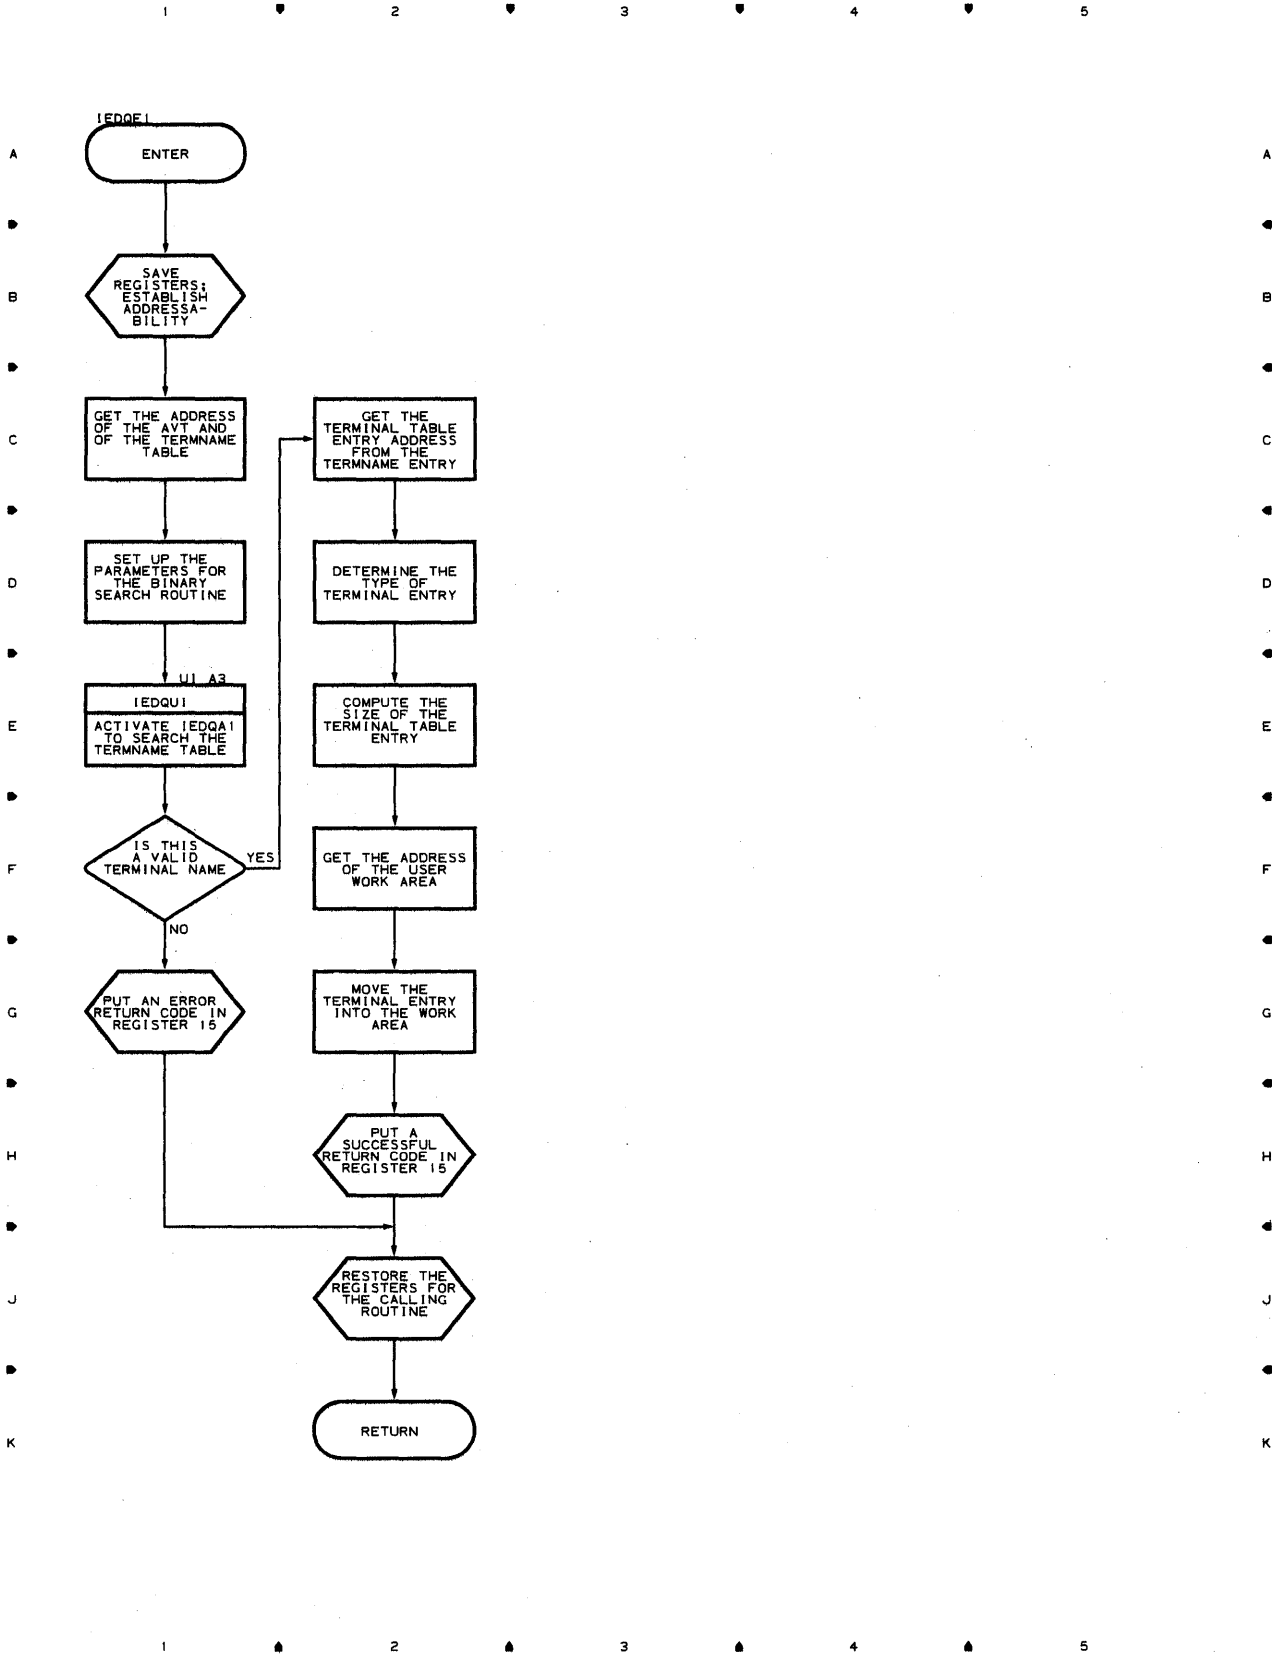 1 2 3 4 5
IEDQE1
A ENTER A
B SAVE B
REGISTERS;
ESTABLISH
ADDRESSA-
BILITY
C GET THE ADDRESS
OF THE AVT AND
OF THE TERMNAME
TABLE
GET THE
TERMINAL TABLE
ENTRY ADDRESS
FROM THE
TERMNAME ENTRY
C
D SET UP THE
PARAMETERS FOR
THE BINARY
SEARCH ROUTINE
DETERMINE THE
TYPE OF
TERMINAL ENTRY
D
U1 A3
IEDQU1
E ACTIVATE IEDQA1
TO SEARCH THE
TERMNAME TABLE
COMPUTE THE
SIZE OF THE
TERMINAL TABLE
ENTRY
E
F IS THIS
A VALID
TERMINAL NAME
YES
NO
GET THE ADDRESS
OF THE USER
WORK AREA
F
G PUT AN ERROR
RETURN CODE IN
REGISTER 15
MOVE THE
TERMINAL ENTRY
INTO THE WORK
AREA
G
H PUT A
SUCCESSFUL
RETURN CODE IN
REGISTER 15
H
J RESTORE THE
REGISTERS FOR
THE CALLING
ROUTINE
J
K RETURN K
1 2 3 4 5